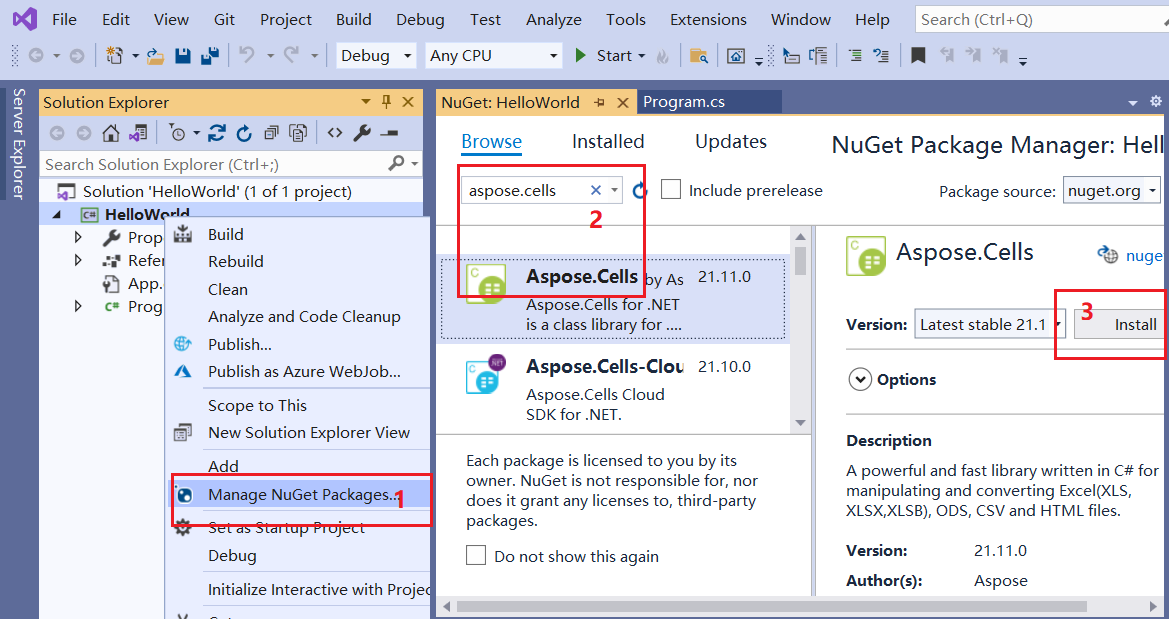 File Edit View Git Project Build Debug Test Analyze Tools Extensions Window Help Search (Ctrl+Q)
Debug Any CPU Start
Server Explorer
Solution Explorer
Search Solution Explorer (Ctrl+;)
Solution 'HelloWorld' (1 of 1 project)
C# HelloWorld
Prop
Refer
App.
C# Prog
Build
Rebuild
Clean
Analyze and Code Cleanup
Publish...
Publish as Azure WebJob...
Scope to This
New Solution Explorer View
Add
Manage NuGet Packages...
1
Set as Startup Project
Debug
Initialize Interactive with Projec
NuGet: HelloWorld Program.cs
Browse Installed Updates NuGet Package Manager: Hell
aspose.cells Include prerelease Package source: nuget.org
2
Aspose.Cells by As 21.11.0
Aspose.Cells for .NET
is a class library for ....
Aspose.Cells-Clou 21.10.0
Aspose.Cells Cloud
SDK for .NET.
Each package is licensed to you by its
owner. NuGet is not responsible for, nor
does it grant any licenses to, third-party
packages.
Do not show this again
Aspose.Cells nuge
3
Version: Latest stable 21.1 Install
Options
Description
A powerful and fast library written in C# for
manipulating and converting Excel(XLS,
XLSX,XLSB), ODS, CSV and HTML files.
Version: 21.11.0
Author(s): Aspose